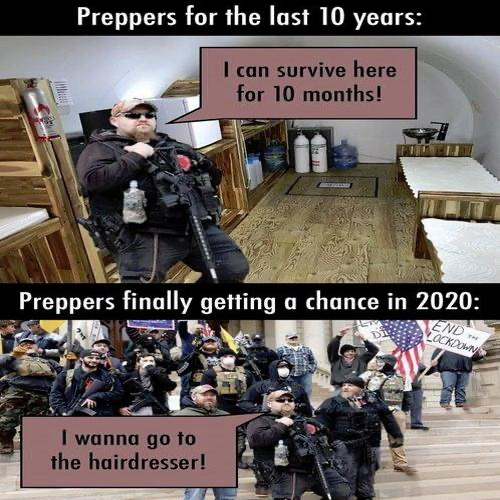 Preppers for the last 10 years:
I can survive here
for 10 months!
Preppers finally getting a chance in 2020:
END THE
LOCKDOWN
I wanna go to
the hairdresser!